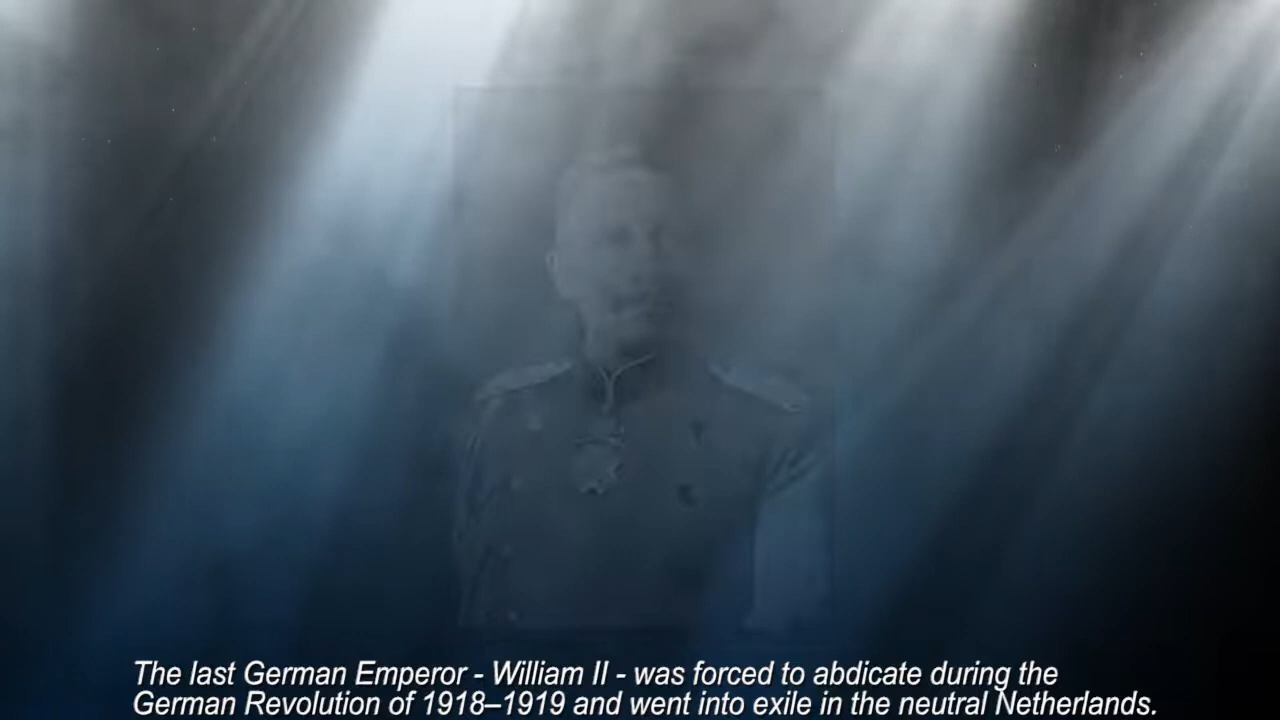 The last German Emperor - William II - was forced to abdicate during the
German Revolution of 1918–1919 and went into exile in the neutral Netherlands.